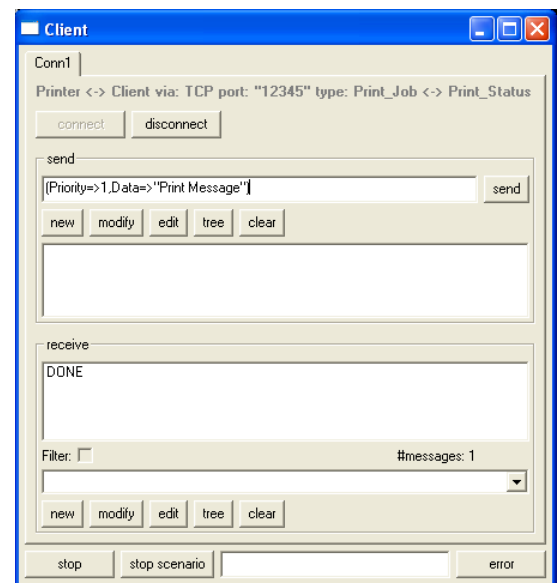 Client
Conn1
Printer <-> Client via: TCP port: "12345" type: Print_Job <-> Print_Status
connect disconnect
send
(Priority=>1,Data=>"Print Message")
send
new modify edit tree clear
receive
DONE
Filter: #messages: 1
new modify edit tree clear
stop stop scenario error